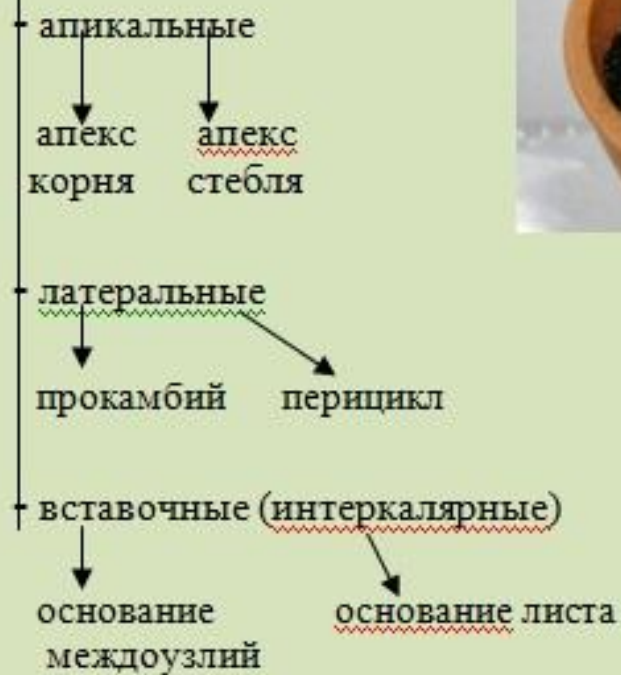 апикальные
апекс апекс
корня стебля
латеральные
прокамбий перицикл
вставочные (интеркалярные)
основание основание листа
междоузлий